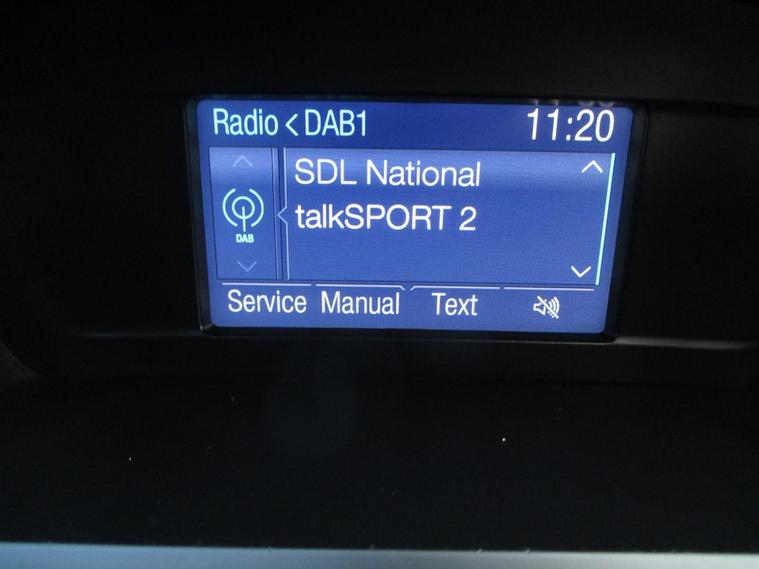 Radio < DAB1 11:20
SDL National
talkSPORT 2
DAB
Service Manual Text